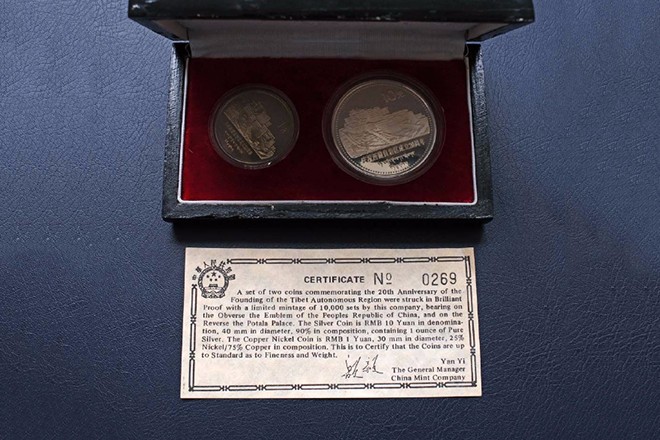 CERTIFICATE No 0269
A set of two coins commemorating the 20th Anniversary of the
Founding of the Tibet Autonomous Region were struck in Brilliant
Proof with a limited mintage of 10,000 sets by this company, bearing on
the Obverse the Emblem of the Peoples Republic of China, and on
the Reverse the Potala Palace. The Silver Coin is RMB 10 Yuan in denomina-
tion, 40 mm in diameter, 90% in composition, containing 1 ounce of Pure
Silver. The Copper Nickel Coin is RMB 1 Yuan, 30 mm in diameter, 25%
Nickel/75% Copper in composition. This is to Certify that the Coins are up
to Standard as to Fineness and Weight.
Yan Yi
The General Manager
China Mint Company